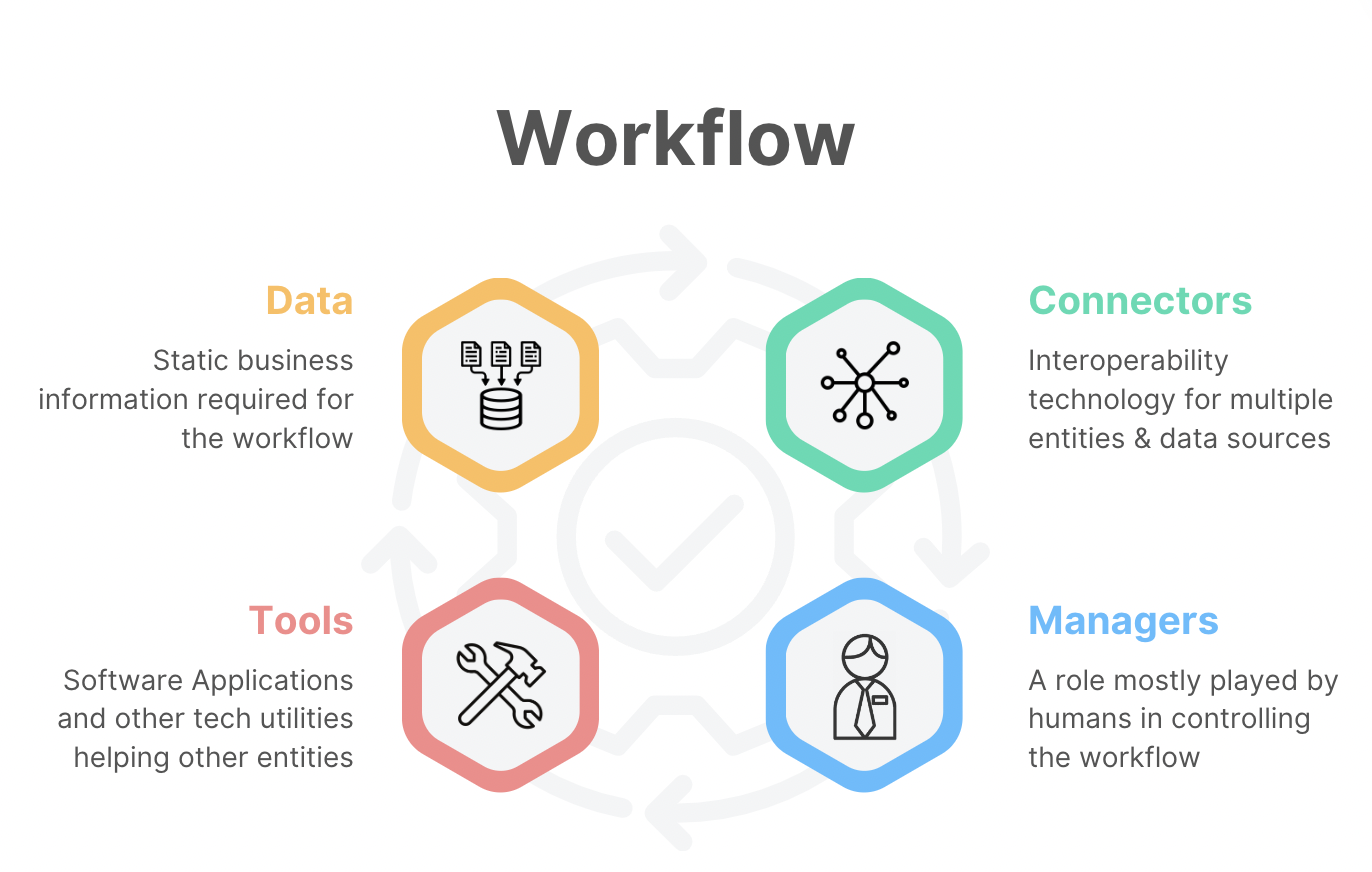 Workflow
Data
Static business
information required for
the workflow
Connectors
Interoperability
technology for multiple
entities & data sources
Tools
Software Applications
and other tech utilities
helping other entities
Managers
A role mostly played by
humans in controlling
the workflow